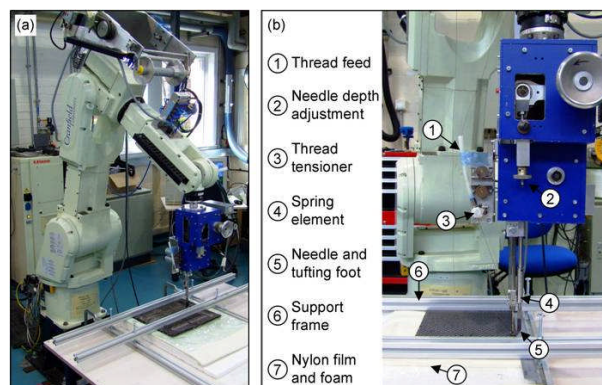 (a)
Cranfield
(b)
1 Thread feed
2 Needle depth
adjustment
3 Thread
tensioner
4 Spring
element
5 Needle and
tufting foot
6 Support
frame
7 Nylon film
and foam
1
2
3
6
4
5
7